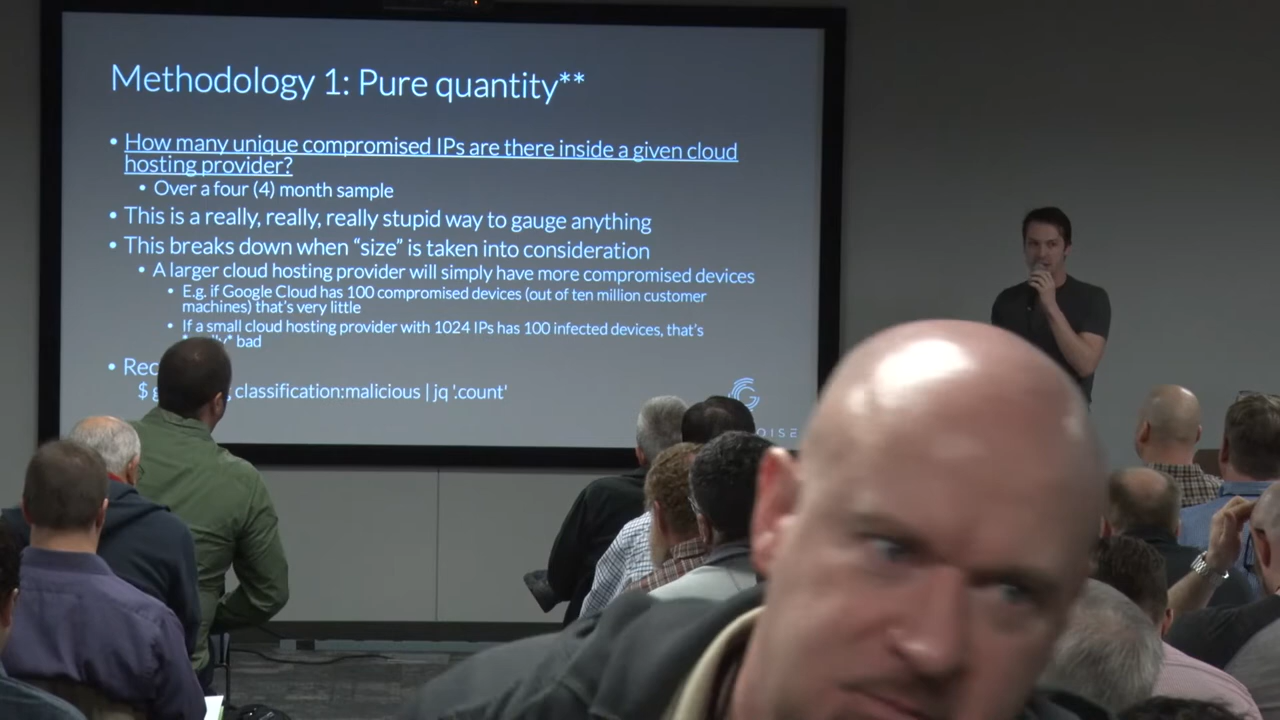 Methodology 1: Pure quantity**
• How many unique compromised IPs are there inside a given cloud
hosting provider?
• Over a four (4) month sample
• This is a really, really, really stupid way to gauge anything
• This breaks down when “size” is taken into consideration
• A larger cloud hosting provider will simply have more compromised devices
• E.g. if Google Cloud has 100 compromised devices (out of ten million customer
machines) that’s very little
• If a small cloud hosting provider with 1024 IPs has 100 infected devices, that’s
bad
•
$ classification:malicious | jq '.count'